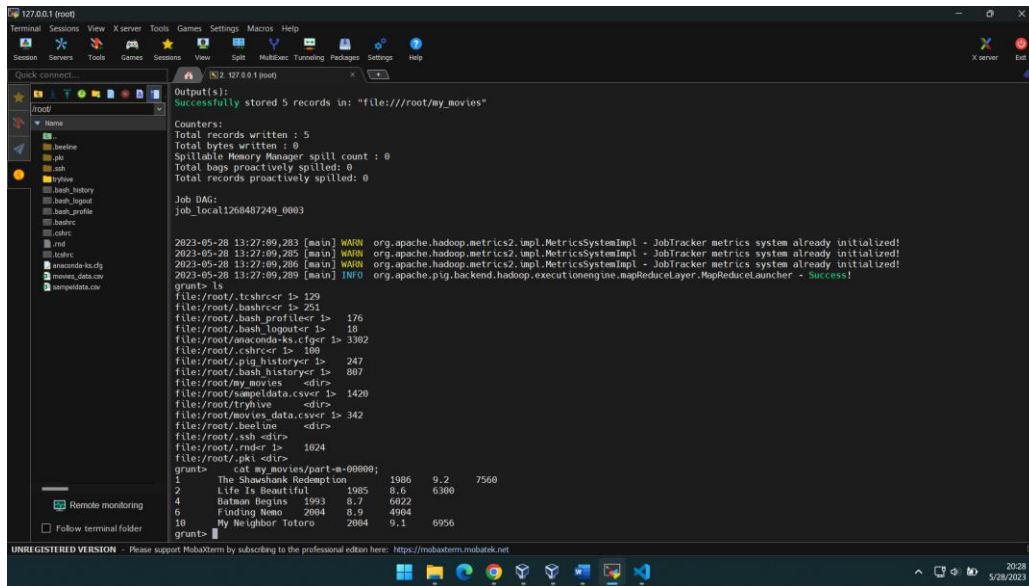 127.0.0.1 (root)
Terminal Sessions View X server Tools Games Settings Macros Help
Session Servers Tools Games Sessions View Split MultiExec Tunneling Packages Settings Help X server Exit
Quick connect...
2. 127.0.0.1 (root)
/root/
Name
..
.beeline
.pki
.ssh
tryhive
.bash_history
.bash_logout
.bash_profile
.bashrc
.cshrc
.rnd
.tcshrc
anaconda-ks.cfg
movies_data.csv
sampeldata.csv
Remote monitoring
Follow terminal folder
Output(s):
Successfully stored 5 records in: "file:///root/my_movies"
Counters:
Total records written : 5
Total bytes written : 0
Spillable Memory Manager spill count : 0
Total bags proactively spilled: 0
Total records proactively spilled: 0
Job DAG:
job_local1268487249_0003
2023-05-28 13:27:09,283 [main] WARN org.apache.hadoop.metrics2.impl.MetricsSystemImpl - JobTracker metrics system already initialized!
2023-05-28 13:27:09,285 [main] WARN org.apache.hadoop.metrics2.impl.MetricsSystemImpl - JobTracker metrics system already initialized!
2023-05-28 13:27:09,286 [main] WARN org.apache.hadoop.metrics2.impl.MetricsSystemImpl - JobTracker metrics system already initialized!
2023-05-28 13:27:09,289 [main] INFO org.apache.pig.backend.hadoop.executionengine.mapReduceLayer.MapReduceLauncher - Success!
grunt> ls
file:/root/.tcshrc<r 1> 129
file:/root/.bashrc<r 1> 251
file:/root/.bash_profile<r 1> 176
file:/root/.bash_logout<r 1> 18
file:/root/anaconda-ks.cfg<r 1> 3302
file:/root/.cshrc<r 1> 100
file:/root/.pig_history<r 1> 247
file:/root/.bash_history<r 1> 807
file:/root/my_movies <dir>
file:/root/sampeldata.csv<r 1> 1420
file:/root/tryhive <dir>
file:/root/movies_data.csv<r 1> 342
file:/root/.beeline <dir>
file:/root/.ssh <dir>
file:/root/.rnd<r 1> 1024
file:/root/.pki <dir>
grunt> cat my_movies/part-m-00000;
1 The Shawshank Redemption 1986 9.2 7560
2 Life Is Beautiful 1985 8.6 6300
4 Batman Begins 1993 8.7 6022
6 Finding Nemo 2004 8.9 4904
10 My Neighbor Totoro 2004 9.1 6956
grunt>
UNREGISTERED VERSION - Please support MobaXterm by subscribing to the professional edition here: https://mobaxterm.mobatek.net
20:28
5/28/2023